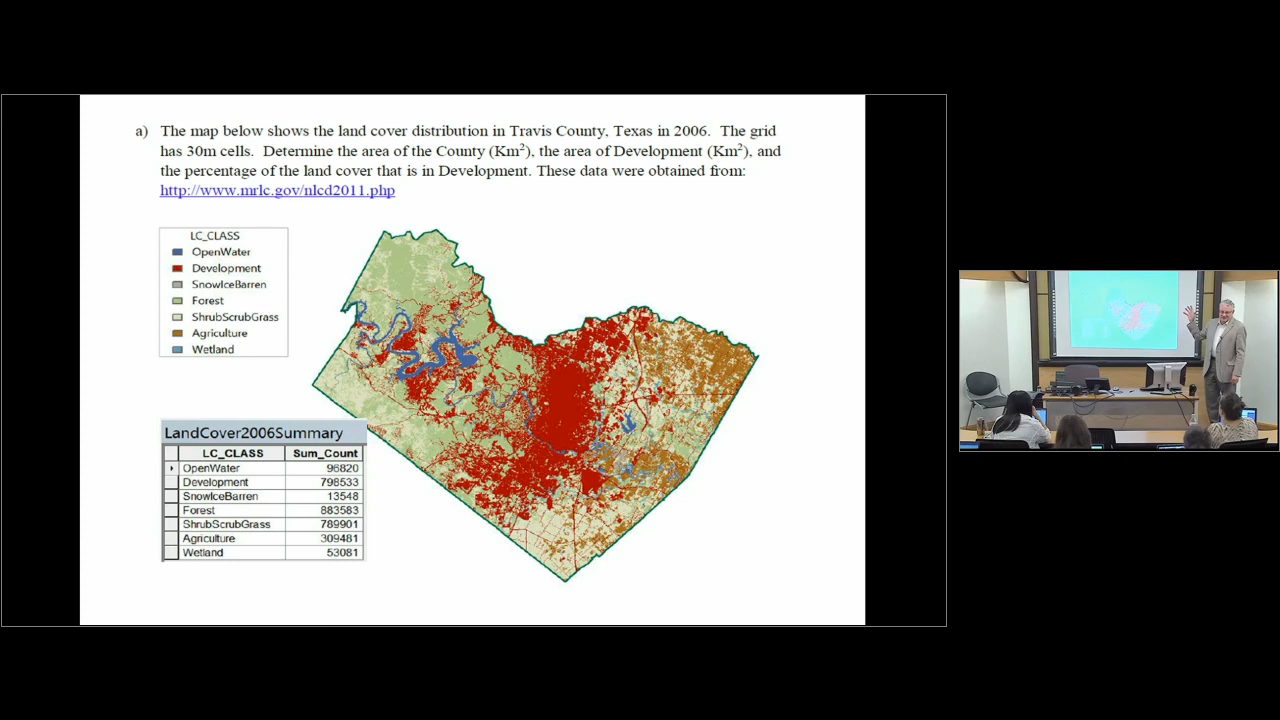 a) The map below shows the land cover distribution in Travis County, Texas in 2006. The grid
has 30m cells. Determine the area of the County (Km²), the area of Development (Km²), and
the percentage of the land cover that is in Development. These data were obtained from:
http://www.mrlc.gov/nlcd2011.php
LC_CLASS
OpenWater
Development
SnowIceBarren
Forest
ShrubScrubGrass
Agriculture
Wetland
LandCover2006Summary
LC_CLASS Sum_Count
OpenWater 96820
Development 798533
SnowIceBarren 13548
Forest 883583
ShrubScrubGrass 789901
Agriculture 309481
Wetland 53081